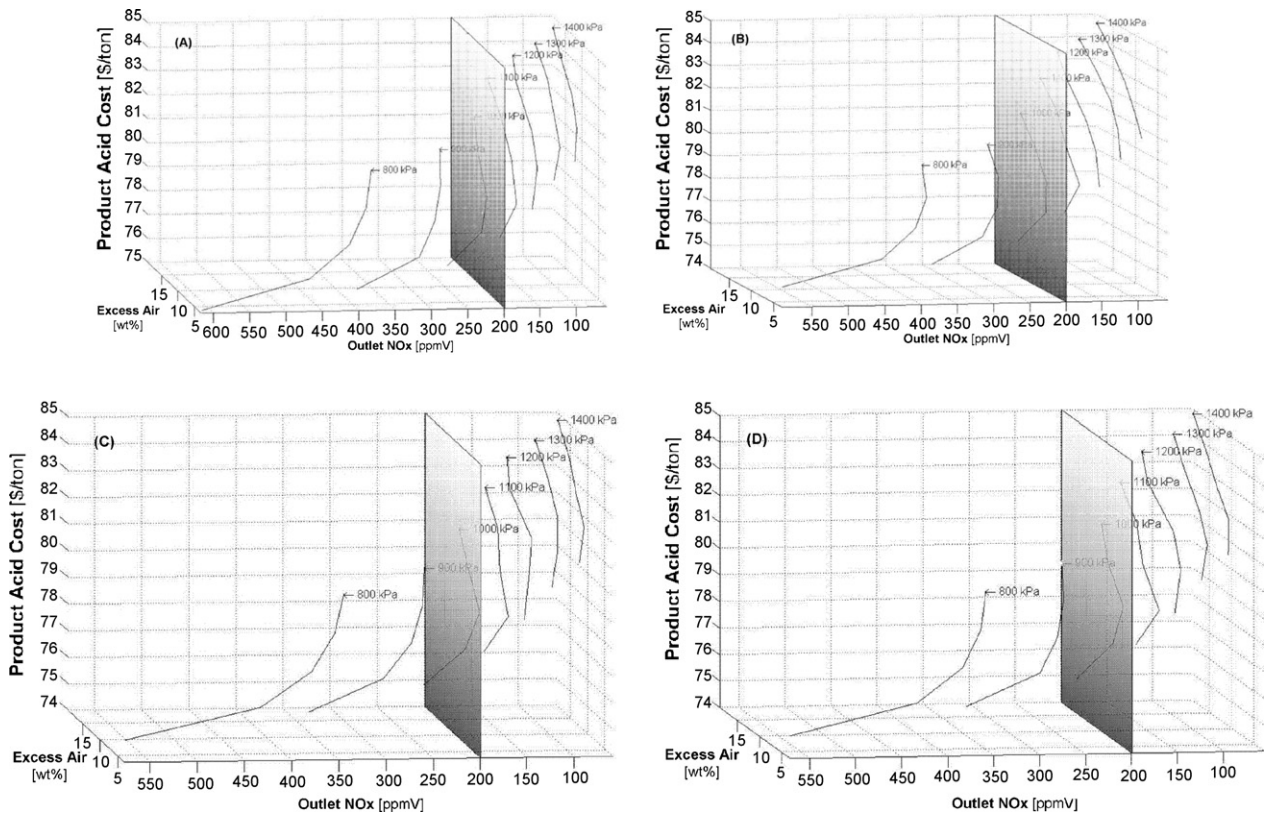 (A)
Product Acid Cost [$/ton]
85
84
83
82
81
80
79
78
77
76
75
15
10
5
Excess Air
[wt%]
600 550 500 450 400 350 300 250 200 150 100
Outlet NOx [ppmV]
← 800 kPa
← 1200 kPa
← 1300 kPa
← 1400 kPa
(B)
Product Acid Cost [$/ton]
85
84
83
82
81
80
79
78
77
76
75
74
15
10
5
Excess Air
[wt%]
550 500 450 400 350 300 250 200 150 100
Outlet NOx [ppmV]
← 800 kPa
← 1000 kPa
1200 kPa
← 1300 kPa
← 1400 kPa
(C)
Product Acid Cost [$/ton]
85
84
83
82
81
80
79
78
77
76
75
74
15
10
5
Excess Air
[wt%]
550 500 450 400 350 300 250 200 150 100
Outlet NOx [ppmV]
← 800 kPa
← 900 kPa
← 1000 kPa
← 1100 kPa
← 1200 kPa
← 1300 kPa
← 1400 kPa
(D)
Product Acid Cost [$/ton]
85
84
83
82
81
80
79
78
77
76
75
74
15
10
5
Excess Air
[wt%]
550 500 450 400 350 300 250 200 150 100
Outlet NOx [ppmV]
← 800 kPa
← 900 kPa
← 1000 kPa
← 1100 kPa
← 1200 kPa
← 1300 kPa
← 1400 kPa